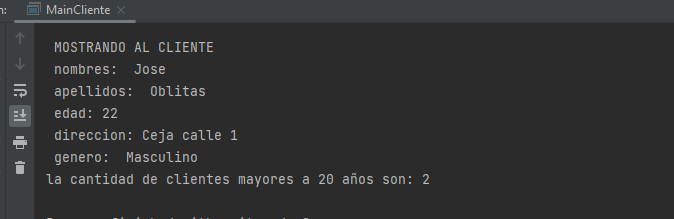 n:
MainCliente
MOSTRANDO AL CLIENTE
nombres:  Jose
apellidos:  Oblitas
edad: 22
direccion: Ceja calle 1
genero:  Masculino
la cantidad de clientes mayores a 20 años son: 2